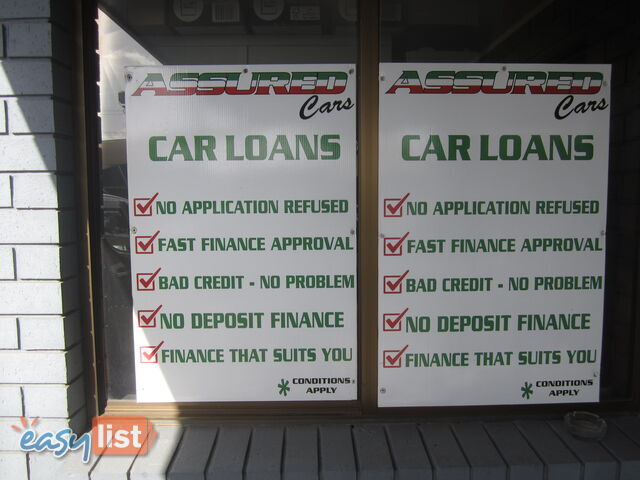 ASSURED
Cars
CAR LOANS
NO APPLICATION REFUSED
FAST FINANCE APPROVAL
BAD CREDIT - NO PROBLEM
NO DEPOSIT FINANCE
FINANCE THAT SUITS YOU
* CONDITIONS
APPLY
ASSURED
Cars
CAR LOANS
NO APPLICATION REFUSED
FAST FINANCE APPROVAL
BAD CREDIT - NO PROBLEM
NO DEPOSIT FINANCE
FINANCE THAT SUITS YOU
* CONDITIONS
APPLY
easylist